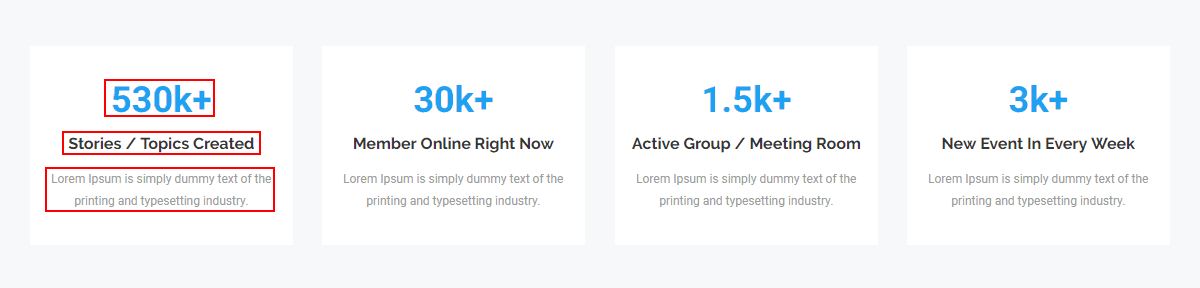 530k+
Stories / Topics Created
Lorem Ipsum is simply dummy text of the
printing and typesetting industry.
30k+
Member Online Right Now
Lorem Ipsum is simply dummy text of the
printing and typesetting industry.
1.5k+
Active Group / Meeting Room
Lorem Ipsum is simply dummy text of the
printing and typesetting industry.
3k+
New Event In Every Week
Lorem Ipsum is simply dummy text of the
printing and typesetting industry.